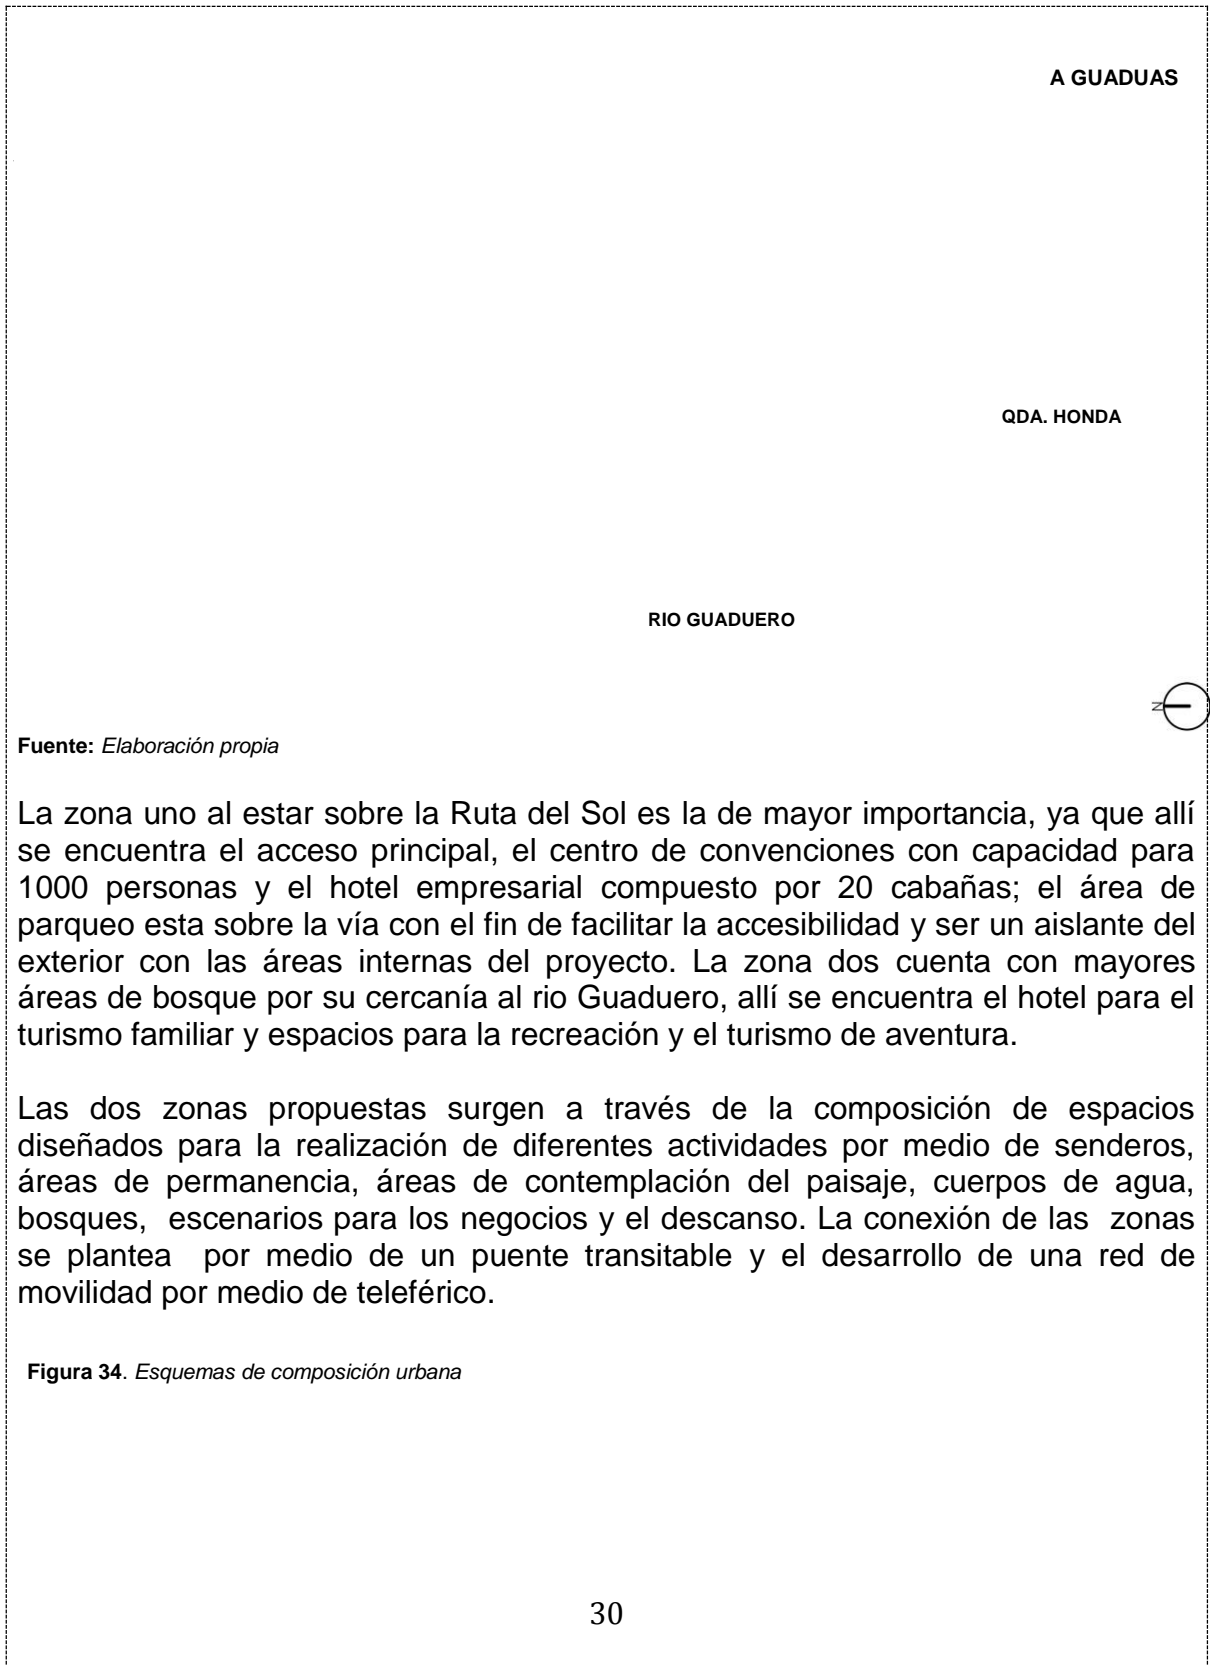 A GUADUAS
QDA. HONDA
RIO GUADUERO
N
Fuente: Elaboración propia
La zona uno al estar sobre la Ruta del Sol es la de mayor importancia, ya que allí
se encuentra el acceso principal, el centro de convenciones con capacidad para
1000 personas y el hotel empresarial compuesto por 20 cabañas; el área de
parqueo esta sobre la vía con el fin de facilitar la accesibilidad y ser un aislante del
exterior con las áreas internas del proyecto. La zona dos cuenta con mayores
áreas de bosque por su cercanía al rio Guaduero, allí se encuentra el hotel para el
turismo familiar y espacios para la recreación y el turismo de aventura.
Las dos zonas propuestas surgen a través de la composición de espacios
diseñados para la realización de diferentes actividades por medio de senderos,
áreas de permanencia, áreas de contemplación del paisaje, cuerpos de agua,
bosques, escenarios para los negocios y el descanso. La conexión de las zonas
se plantea por medio de un puente transitable y el desarrollo de una red de
movilidad por medio de teleférico.
Figura 34. Esquemas de composición urbana
30